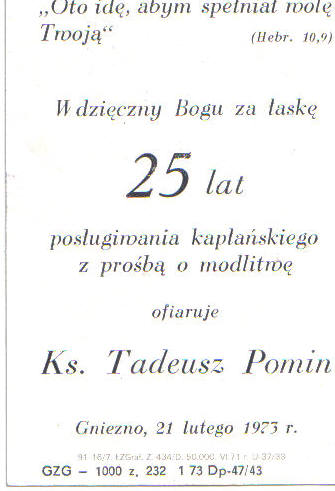 „Oto idę, abym spełniał wolę
Twoją“ (Hebr. 10,9)
Wdzięczny Bogu za łaskę
25 lat
posługiwania kapłańskiego
z prośbą o modlitwę
ofiaruje
Ks. Tadeusz Pomin
Gniezno, 21 lutego 1973 r.
GZG — 1000 z. 232 1 73 Dp-47/43